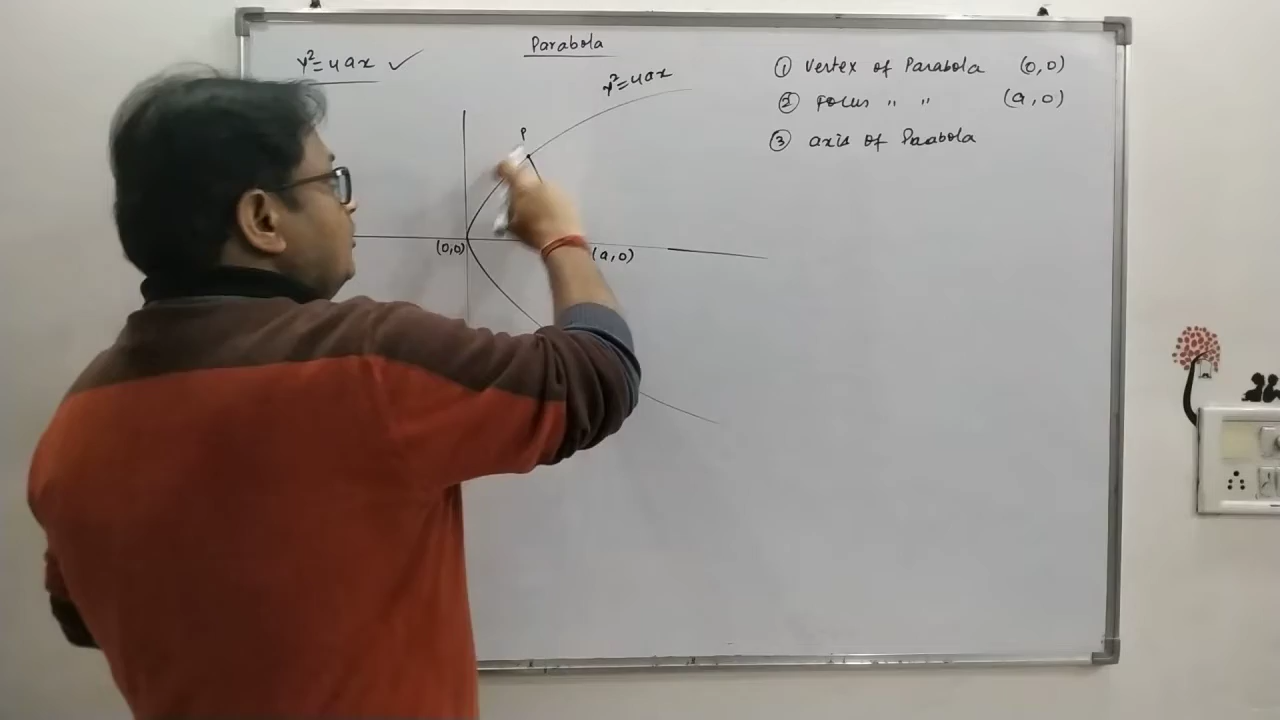 Parabola
y²=4ax ✓
y²=4ax
① Vertex of Parabola (0,0)
② Focus " " (a,0)
③ axis of Parabola
P
(0,0)
(a,0)